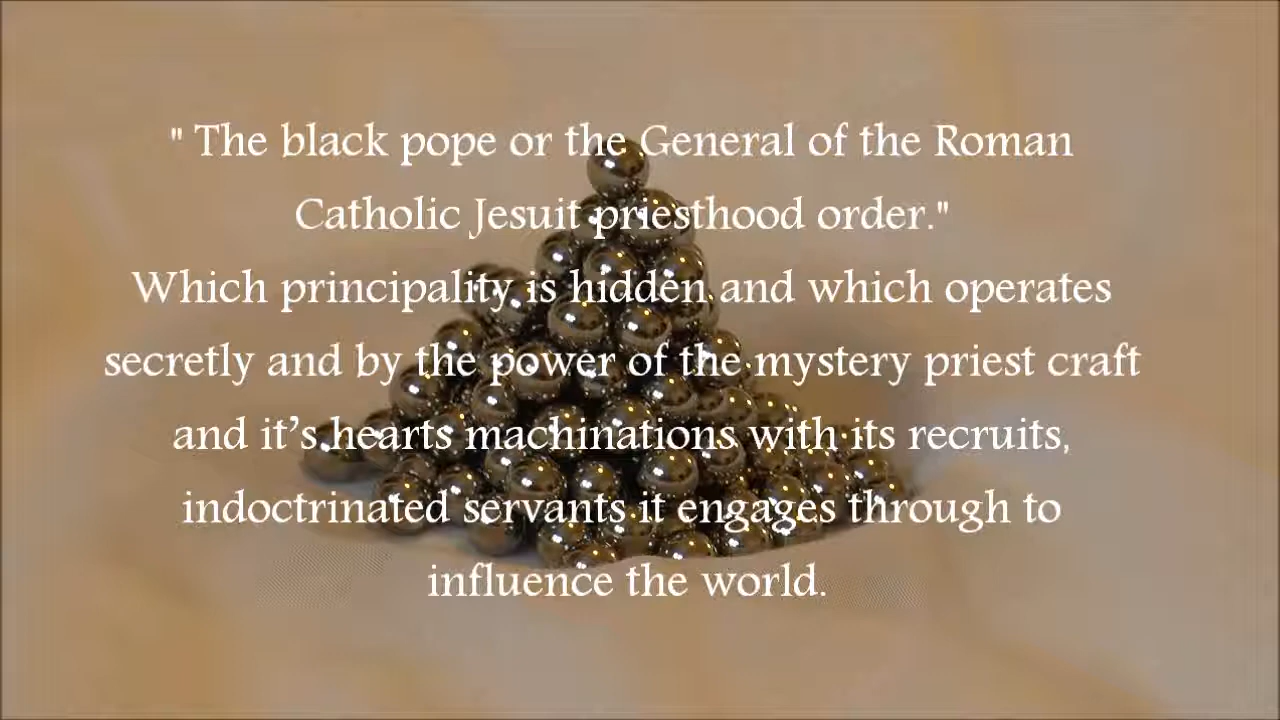 " The black pope or the General of the Roman
Catholic Jesuit priesthood order."
Which principality is hidden and which operates
secretly and by the power of the mystery priest craft
and it’s hearts machinations with its recruits,
indoctrinated servants it engages through to
influence the world.